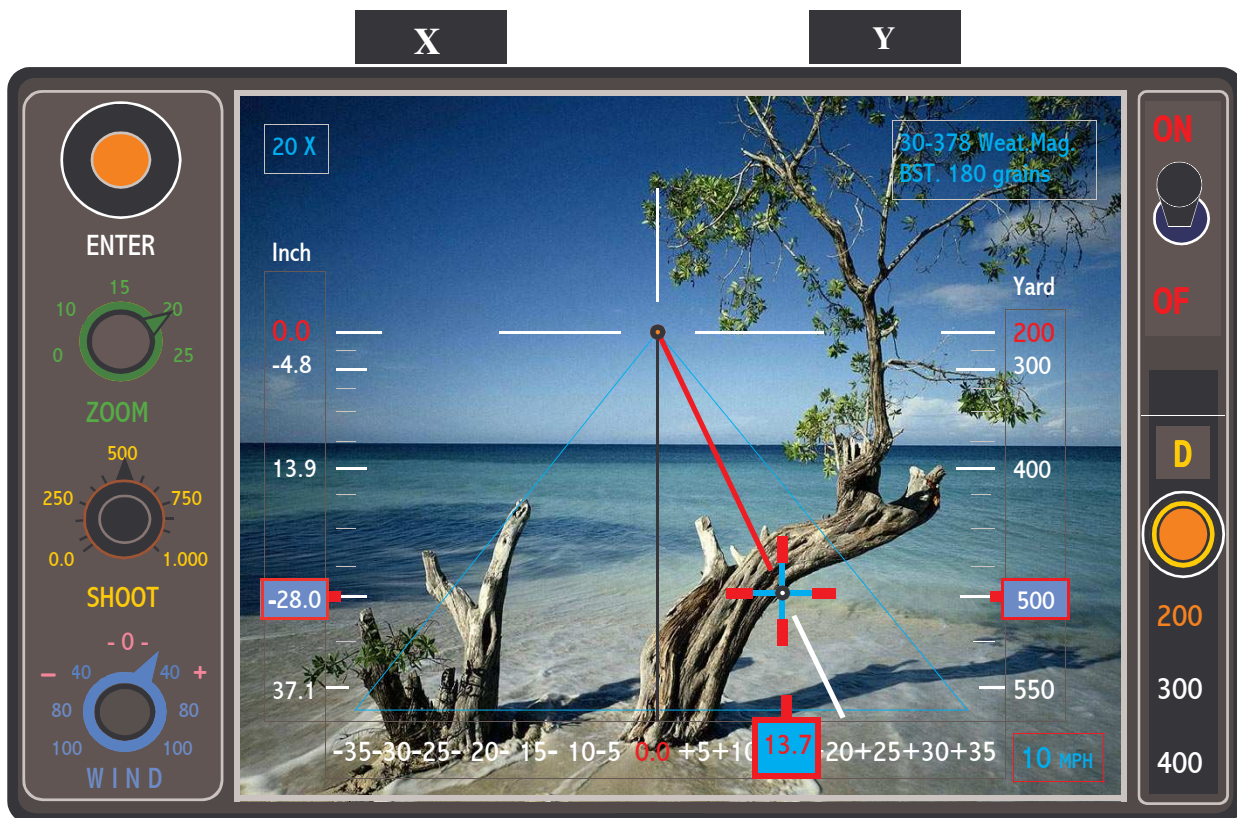 X
Y
ENTER
15
10
20
0
25
ZOOM
500
250
750
0.0
1.000
SHOOT
- 0 -
–
40
40
+
80
80
100
100
WIND
20 X
30-378 Weat.Mag.
BST. 180 grains
Inch
0.0
-4.8
13.9
-28.0
37.1
Yard
200
300
400
500
550
-35-30-25- 20- 15- 10-5 0.0 +5+10 13.7 -20+25+30+35
10 MPH
ON
OF
D
200
300
400